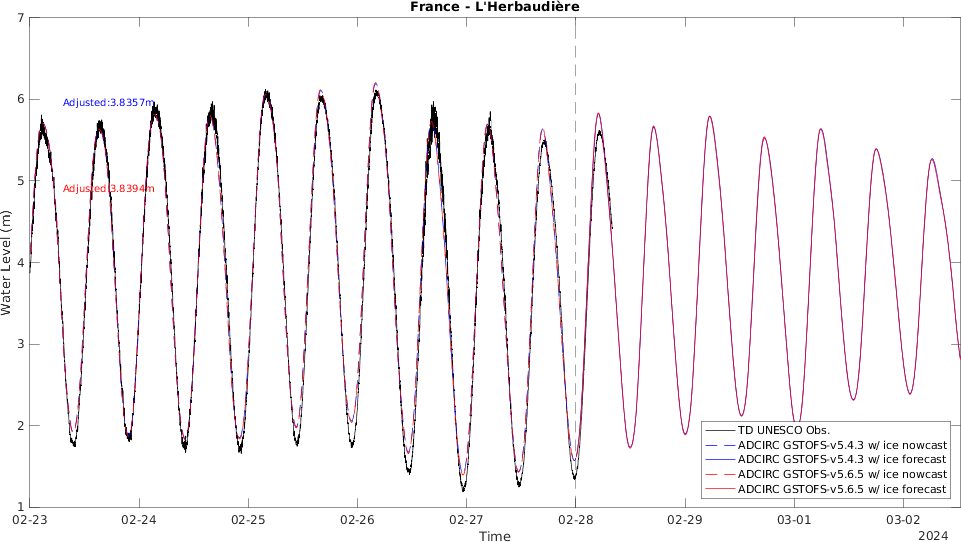 France - L'Herbaudière
7
6
5
4
3
2
1
Water Level (m)
Adjusted:3.8357m
Adjusted:3.8394m
TD UNESCO Obs.
ADCIRC GSTOFS-v5.4.3 w/ ice nowcast
ADCIRC GSTOFS-v5.4.3 w/ ice forecast
ADCIRC GSTOFS-v5.6.5 w/ ice nowcast
ADCIRC GSTOFS-v5.6.5 w/ ice forecast
02-23 02-24 02-25 02-26 02-27 02-28 02-29 03-01 03-02
Time
2024